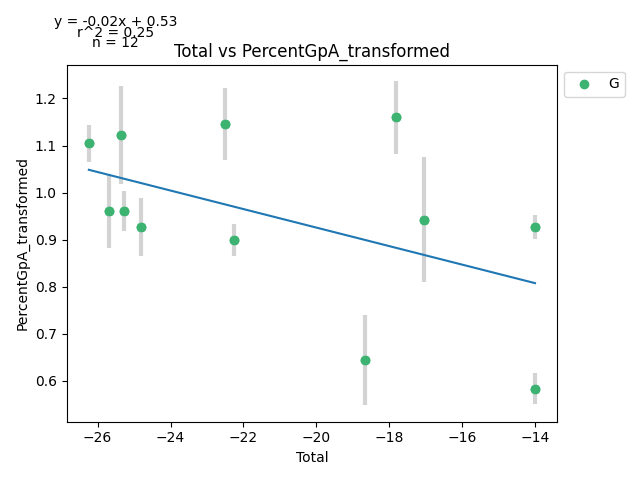 y = -0.02x + 0.53
r^2 = 0.25
n = 12
Total vs PercentGpA_transformed
G
1.2
1.1
1.0
0.9
0.8
0.7
0.6
PercentGpA_transformed
−26
−24
−22
−20
−18
−16
−14
Total